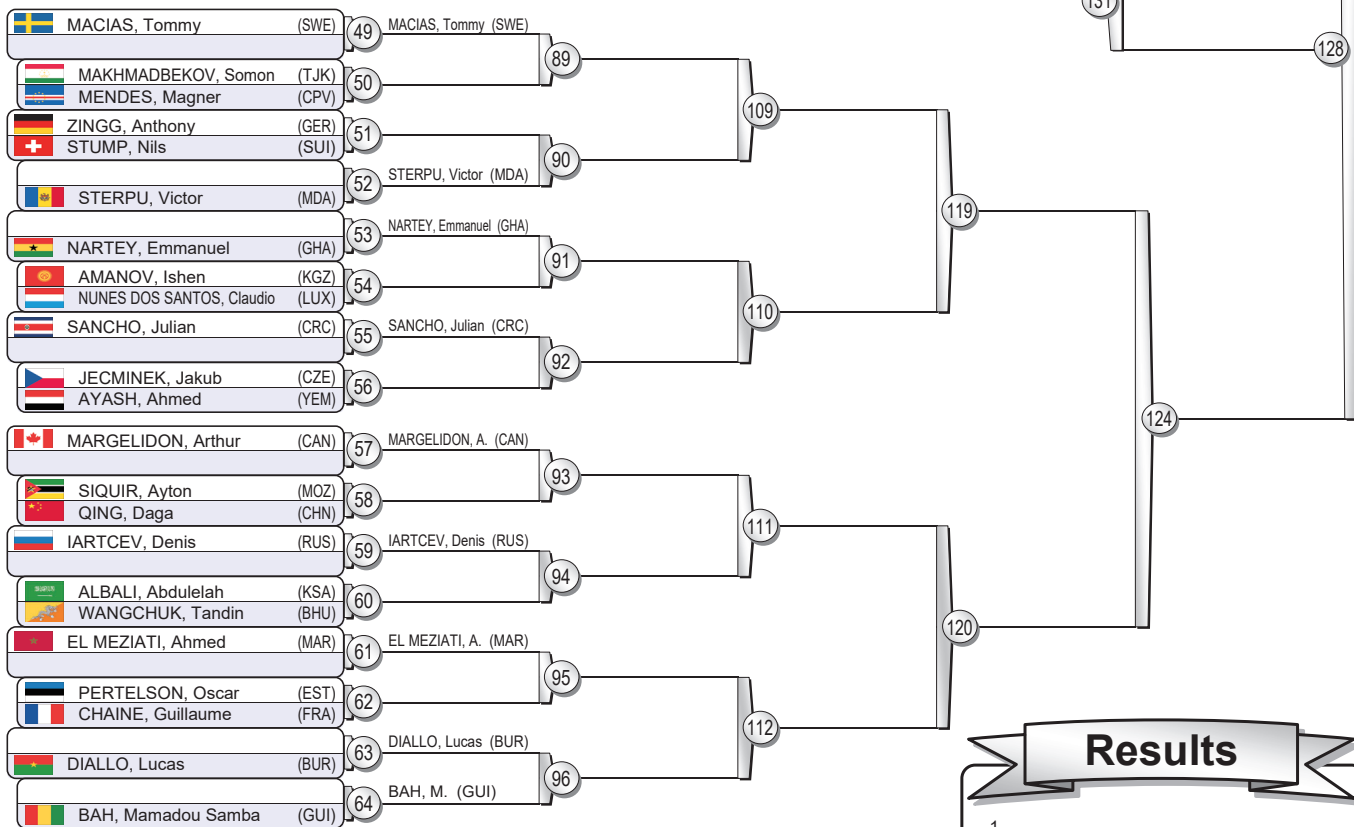 131
128
MACIAS, Tommy (SWE) 49 MACIAS, Tommy (SWE)
89
MAKHMADBEKOV, Somon (TJK) 50
MENDES, Magner (CPV)
109
ZINGG, Anthony (GER) 51
STUMP, Nils (SUI)
90
52 STERPU, Victor (MDA)
STERPU, Victor (MDA)
119
53 NARTEY, Emmanuel (GHA)
NARTEY, Emmanuel (GHA)
91
AMANOV, Ishen (KGZ) 54
NUNES DOS SANTOS, Claudio (LUX)
110
SANCHO, Julian (CRC) 55 SANCHO, Julian (CRC)
92
JECMINEK, Jakub (CZE) 56
AYASH, Ahmed (YEM)
124
MARGELIDON, Arthur (CAN) 57 MARGELIDON, A. (CAN)
93
SIQUIR, Ayton (MOZ) 58
QING, Daga (CHN)
111
IARTCEV, Denis (RUS) 59 IARTCEV, Denis (RUS)
94
ALBALI, Abdulelah (KSA) 60
WANGCHUK, Tandin (BHU)
120
EL MEZIATI, Ahmed (MAR) 61 EL MEZIATI, A. (MAR)
95
PERTELSON, Oscar (EST) 62
CHAINE, Guillaume (FRA)
112
63 DIALLO, Lucas (BUR)
DIALLO, Lucas (BUR)
96
64 BAH, M. (GUI)
BAH, Mamadou Samba (GUI)
Results
1